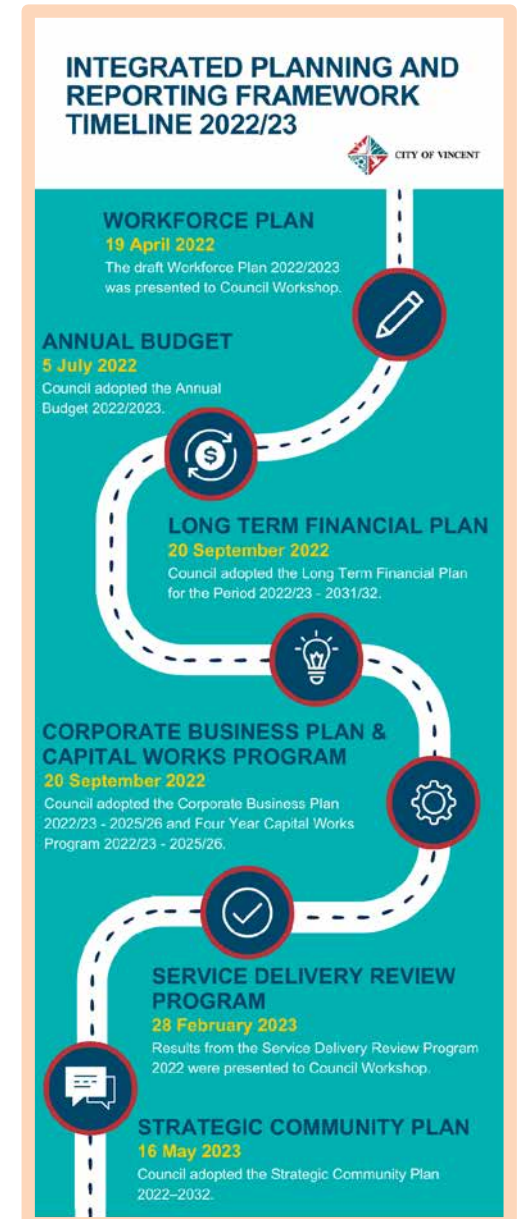 INTEGRATED PLANNING AND
REPORTING FRAMEWORK
TIMELINE 2022/23
CITY OF VINCENT
WORKFORCE PLAN
19 April 2022
The draft Workforce Plan 2022/2023
was presented to Council Workshop.
ANNUAL BUDGET
5 July 2022
Council adopted the Annual
Budget 2022/2023.
$
LONG TERM FINANCIAL PLAN
20 September 2022
Council adopted the Long Term Financial Plan
for the Period 2022/23 - 2031/32.
CORPORATE BUSINESS PLAN &
CAPITAL WORKS PROGRAM
20 September 2022
Council adopted the Corporate Business Plan
2022/23 - 2025/26 and Four Year Capital Works
Program 2022/23 - 2025/26.
SERVICE DELIVERY REVIEW
PROGRAM
28 February 2023
Results from the Service Delivery Review Program
2022 were presented to Council Workshop.
STRATEGIC COMMUNITY PLAN
16 May 2023
Council adopted the Strategic Community Plan
2022–2032.